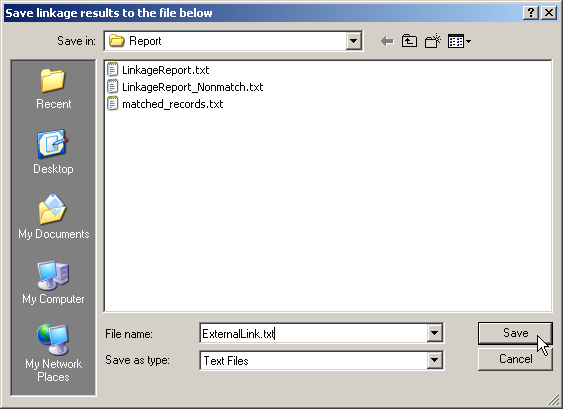 Save linkage results to the file below
Save in: Report
LinkageReport.txt
LinkageReport_Nonmatch.txt
matched_records.txt
Recent
Desktop
My Documents
My Computer
My Network
Places
File name: ExternalLink.txt Save
Save as type: Text Files Cancel